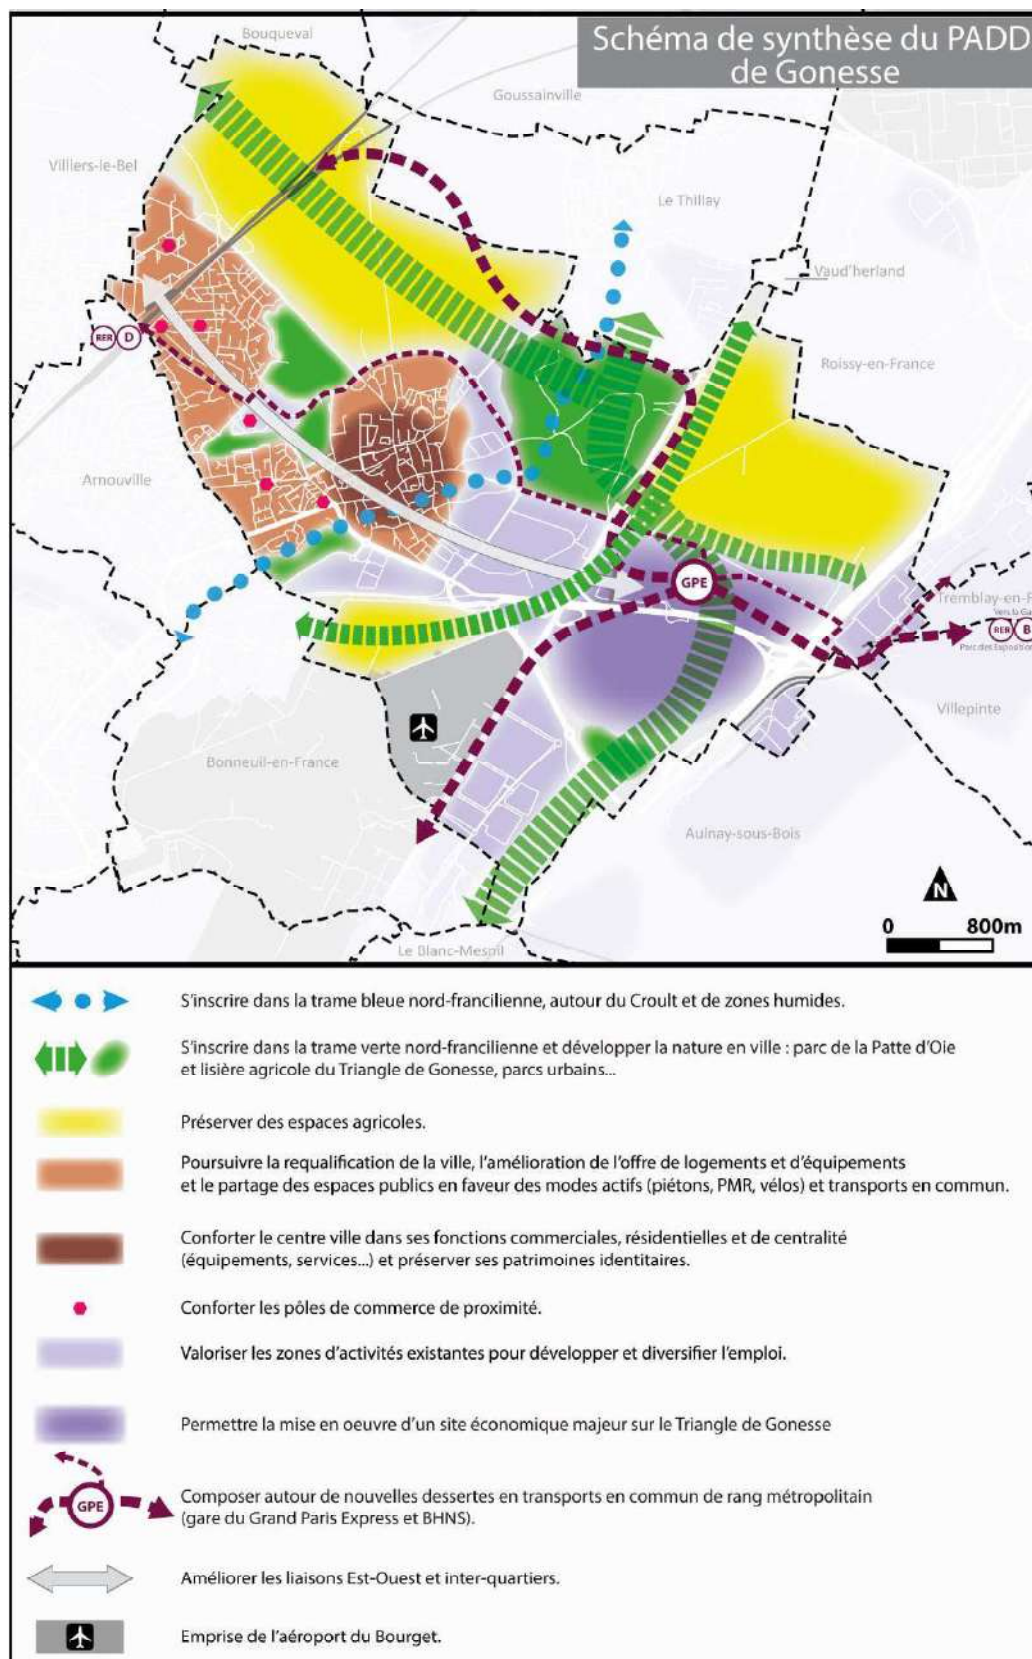 Schéma de synthèse du PADD
de Gonesse
Bouqueval
Goussainville
Villiers-le-Bel
Le Thillay
Vaud'herland
RER D
Roissy-en-France
Arnouville
GPE
Tremblay-en-F
Vers la Ga
RER B
Parc des Exposition
Villepinte
Bonneuil-en-France
Aulnay-sous-Bois
N
0 800m
Le Blanc-Mesnil
S'inscrire dans la trame bleue nord-francilienne, autour du Croult et de zones humides.
S'inscrire dans la trame verte nord-francilienne et développer la nature en ville : parc de la Patte d'Oie
et lisière agricole du Triangle de Gonesse, parcs urbains...
Préserver des espaces agricoles.
Poursuivre la requalification de la ville, l'amélioration de l'offre de logements et d'équipements
et le partage des espaces publics en faveur des modes actifs (piétons, PMR, vélos) et transports en commun.
Conforter le centre ville dans ses fonctions commerciales, résidentielles et de centralité
(équipements, services...) et préserver ses patrimoines identitaires.
Conforter les pôles de commerce de proximité.
Valoriser les zones d'activités existantes pour développer et diversifier l'emploi.
Permettre la mise en oeuvre d'un site économique majeur sur le Triangle de Gonesse
GPE
Composer autour de nouvelles dessertes en transports en commun de rang métropolitain
(gare du Grand Paris Express et BHNS).
Améliorer les liaisons Est-Ouest et inter-quartiers.
Emprise de l'aéroport du Bourget.